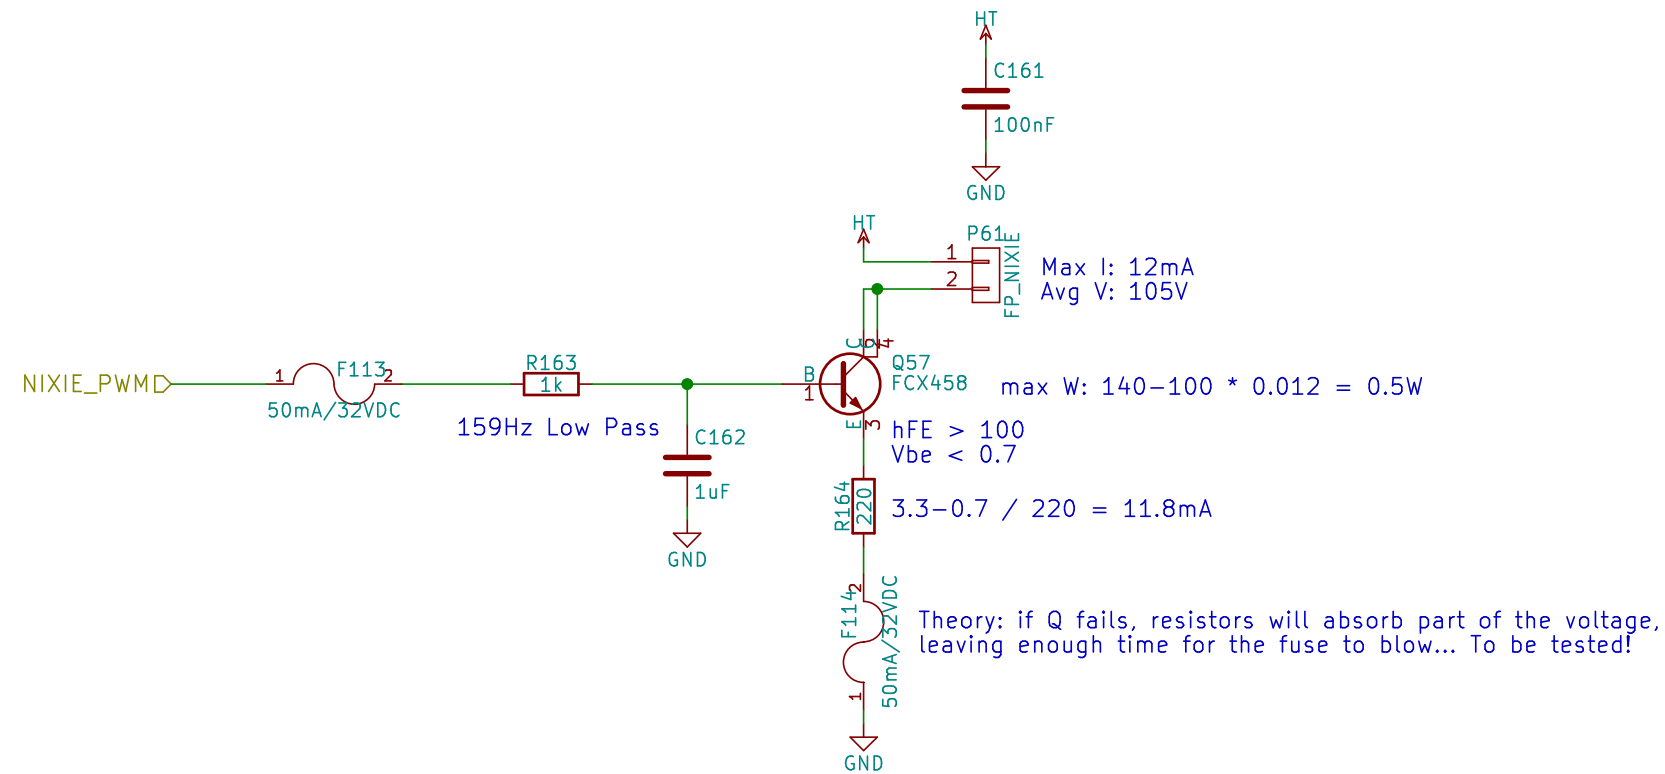 HT
C161
100nF
GND
HT
P61
1
2
FP_NIXIE
Max I: 12mA
Avg V: 105V
NIXIE_PWM
1
F113
2
50mA/32VDC
R163
1k
159Hz Low Pass
C162
1uF
GND
B
1
C
4
E
3
Q57
FCX458
max W: 140-100 * 0.012 = 0.5W
hFE > 100
Vbe < 0.7
R164
220
3.3-0.7 / 220 = 11.8mA
2
F114
50mA/32VDC
1
Theory: if Q fails, resistors will absorb part of the voltage,
leaving enough time for the fuse to blow... To be tested!
GND